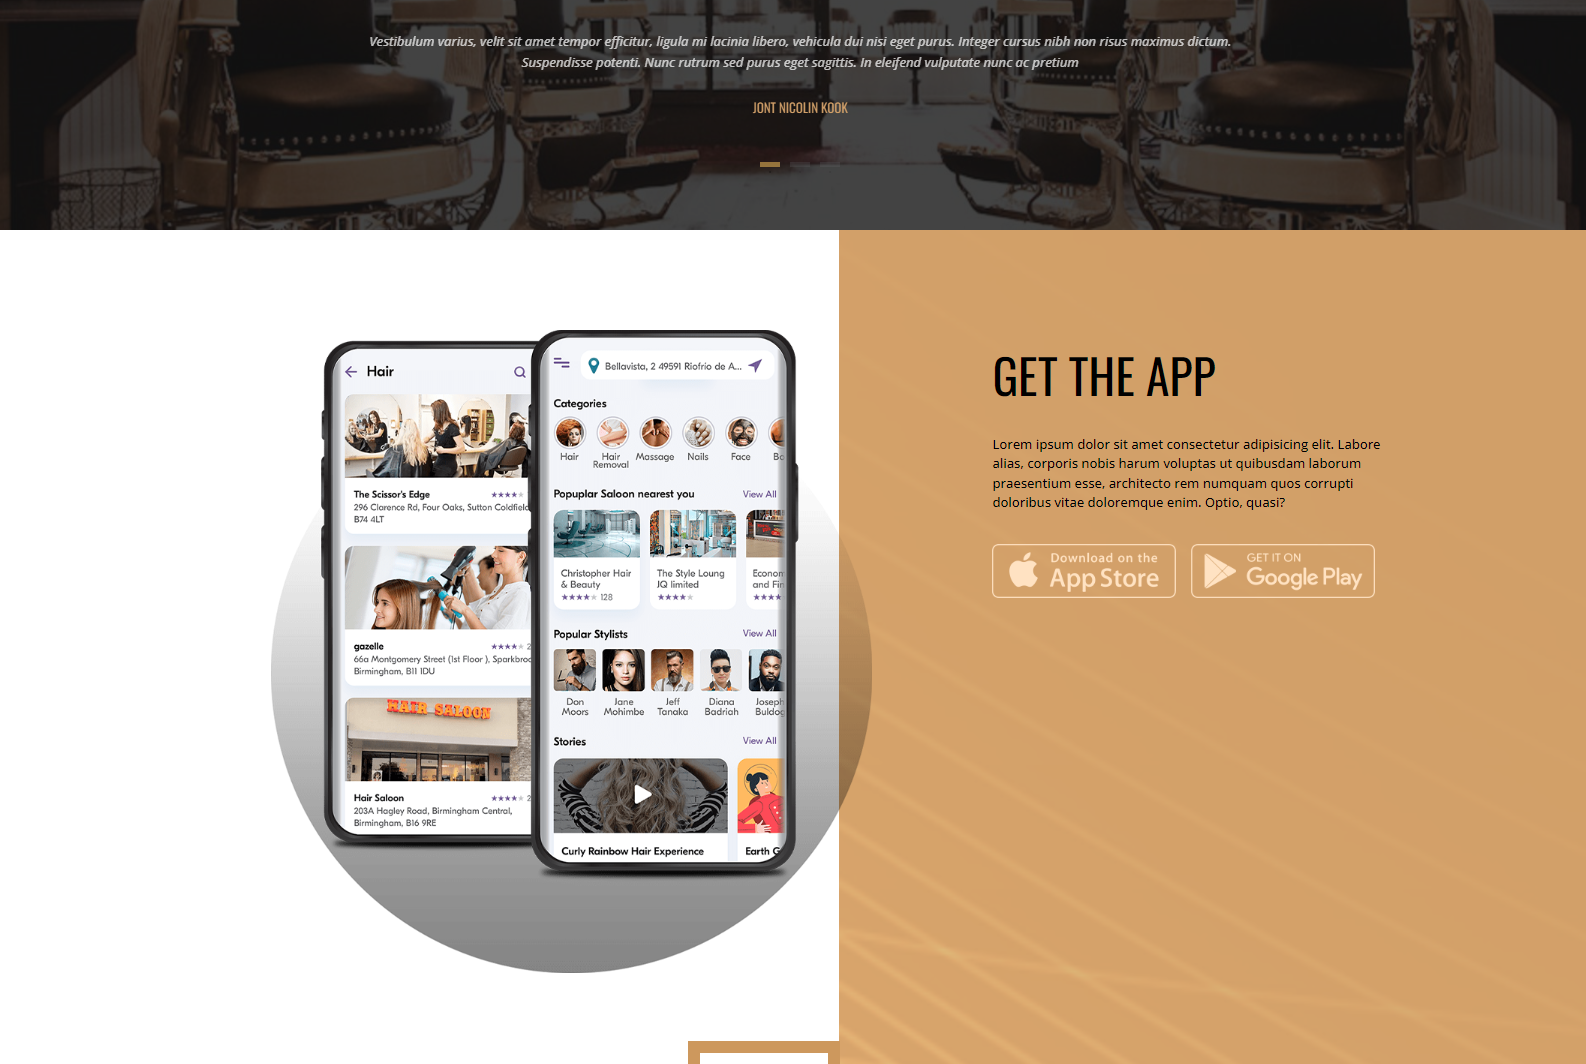 Vestibulum varius, velit sit amet tempor efficitur, ligula mi lacinia libero, vehicula dui nisi eget purus. Integer cursus nibh non risus maximus dictum.
Suspendisse potenti. Nunc rutrum sed purus eget sagittis. In eleifend vulputate nunc ac pretium
JONT NICOLIN KOOK
Hair
The Scissor's Edge
296 Clarence Rd, Four Oaks, Sutton Coldfield
B74 4LT
gazelle
66a Montgomery Street (1st Floor ), Sparkbroo
Birmingham, B11 1DU
HAIR SALOON
Hair Saloon
203A Hagley Road, Birmingham Central,
Birmingham, B16 9RE
Bellavista, 2 49591 Riofrio de A...
Categories
Hair
Hair Removal
Massage
Nails
Face
Bo
Popuplar Saloon nearest you View All
Christopher Hair
& Beauty
128
The Style Loung
JQ limited
Econom
and Fin
Popular Stylists View All
Don
Moors
Jane
Mohimbe
Jeff
Tanaka
Diana
Badriah
Joseph
Buldog
Stories View All
Curly Rainbow Hair Experience
Earth G
GET THE APP
Lorem ipsum dolor sit amet consectetur adipisicing elit. Labore
alias, corporis nobis harum voluptas ut quibusdam laborum
praesentium esse, architecto rem numquam quos corrupti
doloribus vitae doloremque enim. Optio, quasi?
Download on the
App Store
GET IT ON
Google Play